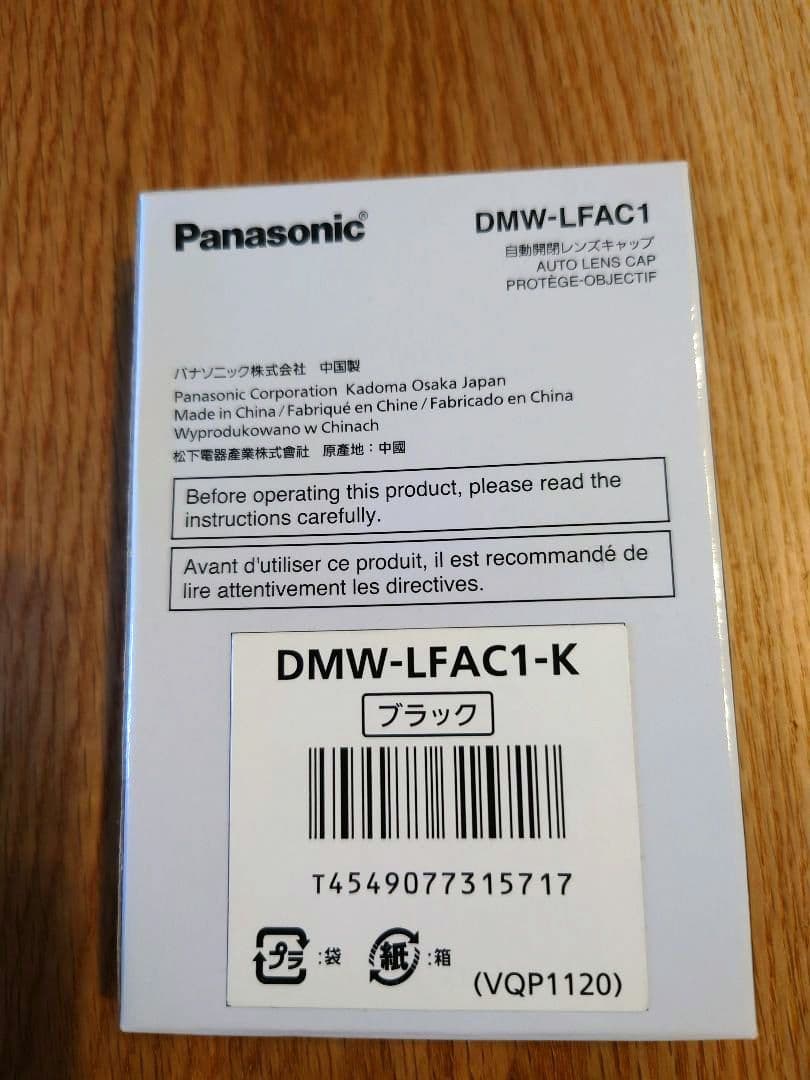 Panasonic®
DMW-LFAC1
自動開閉レンズキャップ
AUTO LENS CAP
PROTÈGE-OBJECTIF
パナソニック株式会社 中国製
Panasonic Corporation Kadoma Osaka Japan
Made in China/Fabriqué en Chine/Fabricado en China
Wyprodukowano w Chinach
松下電器產業株式會社 原產地：中國
Before operating this product, please read the
instructions carefully.
Avant d'utiliser ce produit, il est recommandé de
lire attentivement les directives.
DMW-LFAC1-K
ブラック
T4549077315717
プラ :袋 紙 :箱
(VQP1120)